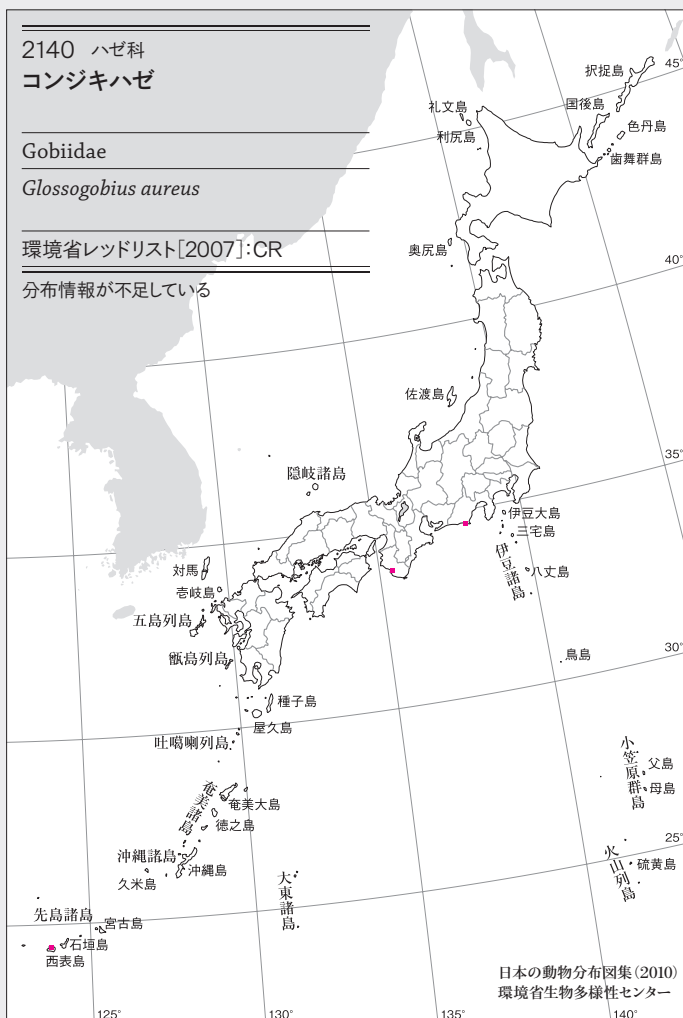 2140 ハゼ科
コンジキハゼ
Gobiidae
Glossogobius aureus
環境省レッドリスト[2007]:CR
分布情報が不足している
択捉島
国後島
色丹島
歯舞群島
礼文島
利尻島
奥尻島
佐渡島
隠岐諸島
対馬
壱岐島
五島列島
甑島列島
種子島
屋久島
吐噶喇列島
奄美諸島
奄美大島
徳之島
沖縄諸島
沖縄島
久米島
先島諸島
宮古島
石垣島
西表島
大東諸島
伊豆大島
三宅島
伊豆諸島
八丈島
鳥島
小笠原群島
父島
母島
火山列島
硫黄島
45°
40°
35°
30°
25°
125°
130°
135°
140°
日本の動物分布図集(2010)
環境省生物多様性センター